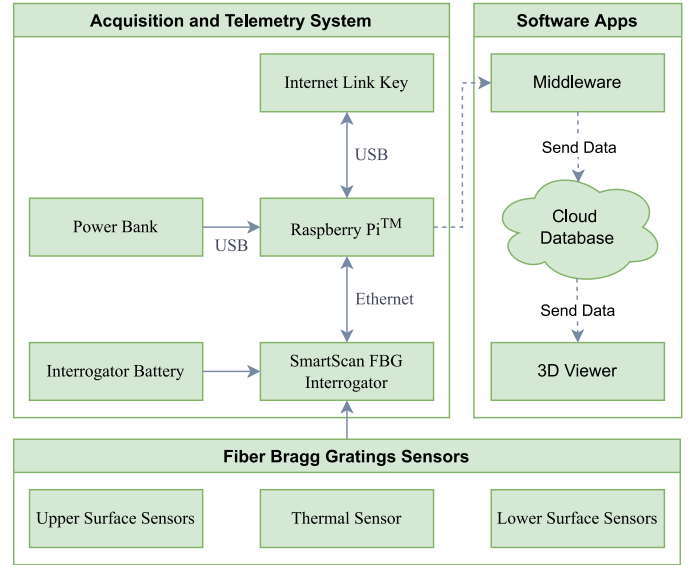 Acquisition and Telemetry System
Internet Link Key
USB
Power Bank
USB
Raspberry Pi™
Ethernet
Interrogator Battery
SmartScan FBG
Interrogator
Software Apps
Middleware
Send Data
Cloud
Database
Send Data
3D Viewer
Fiber Bragg Gratings Sensors
Upper Surface Sensors
Thermal Sensor
Lower Surface Sensors